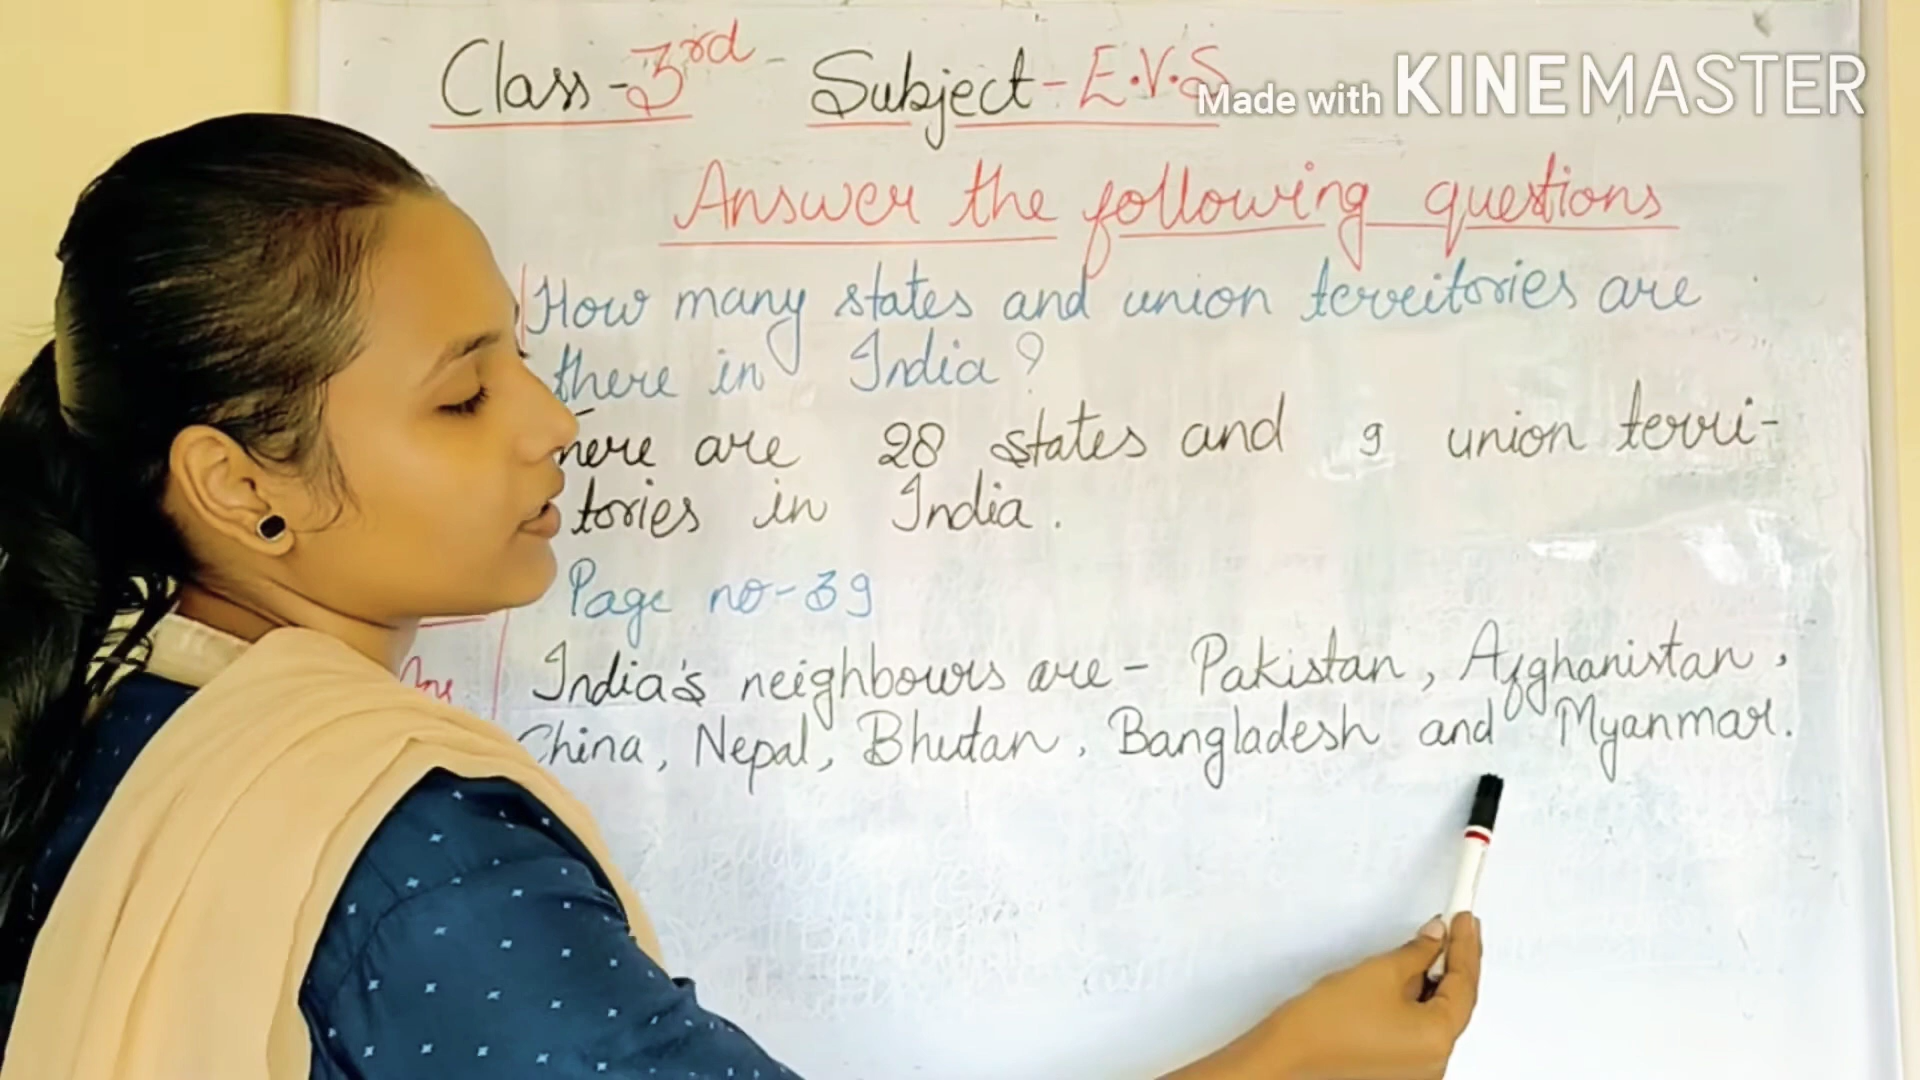 Class - 3rd - Subject - E.V.S
Made with KINEMASTER
Answer the following questions
How many states and union territories are
there in India?
here are 28 states and 9 union terri-
tories in India.
Page no - 39
Ans India's neighbours are - Pakistan, Afghanistan,
China, Nepal, Bhutan, Bangladesh and Myanmar.